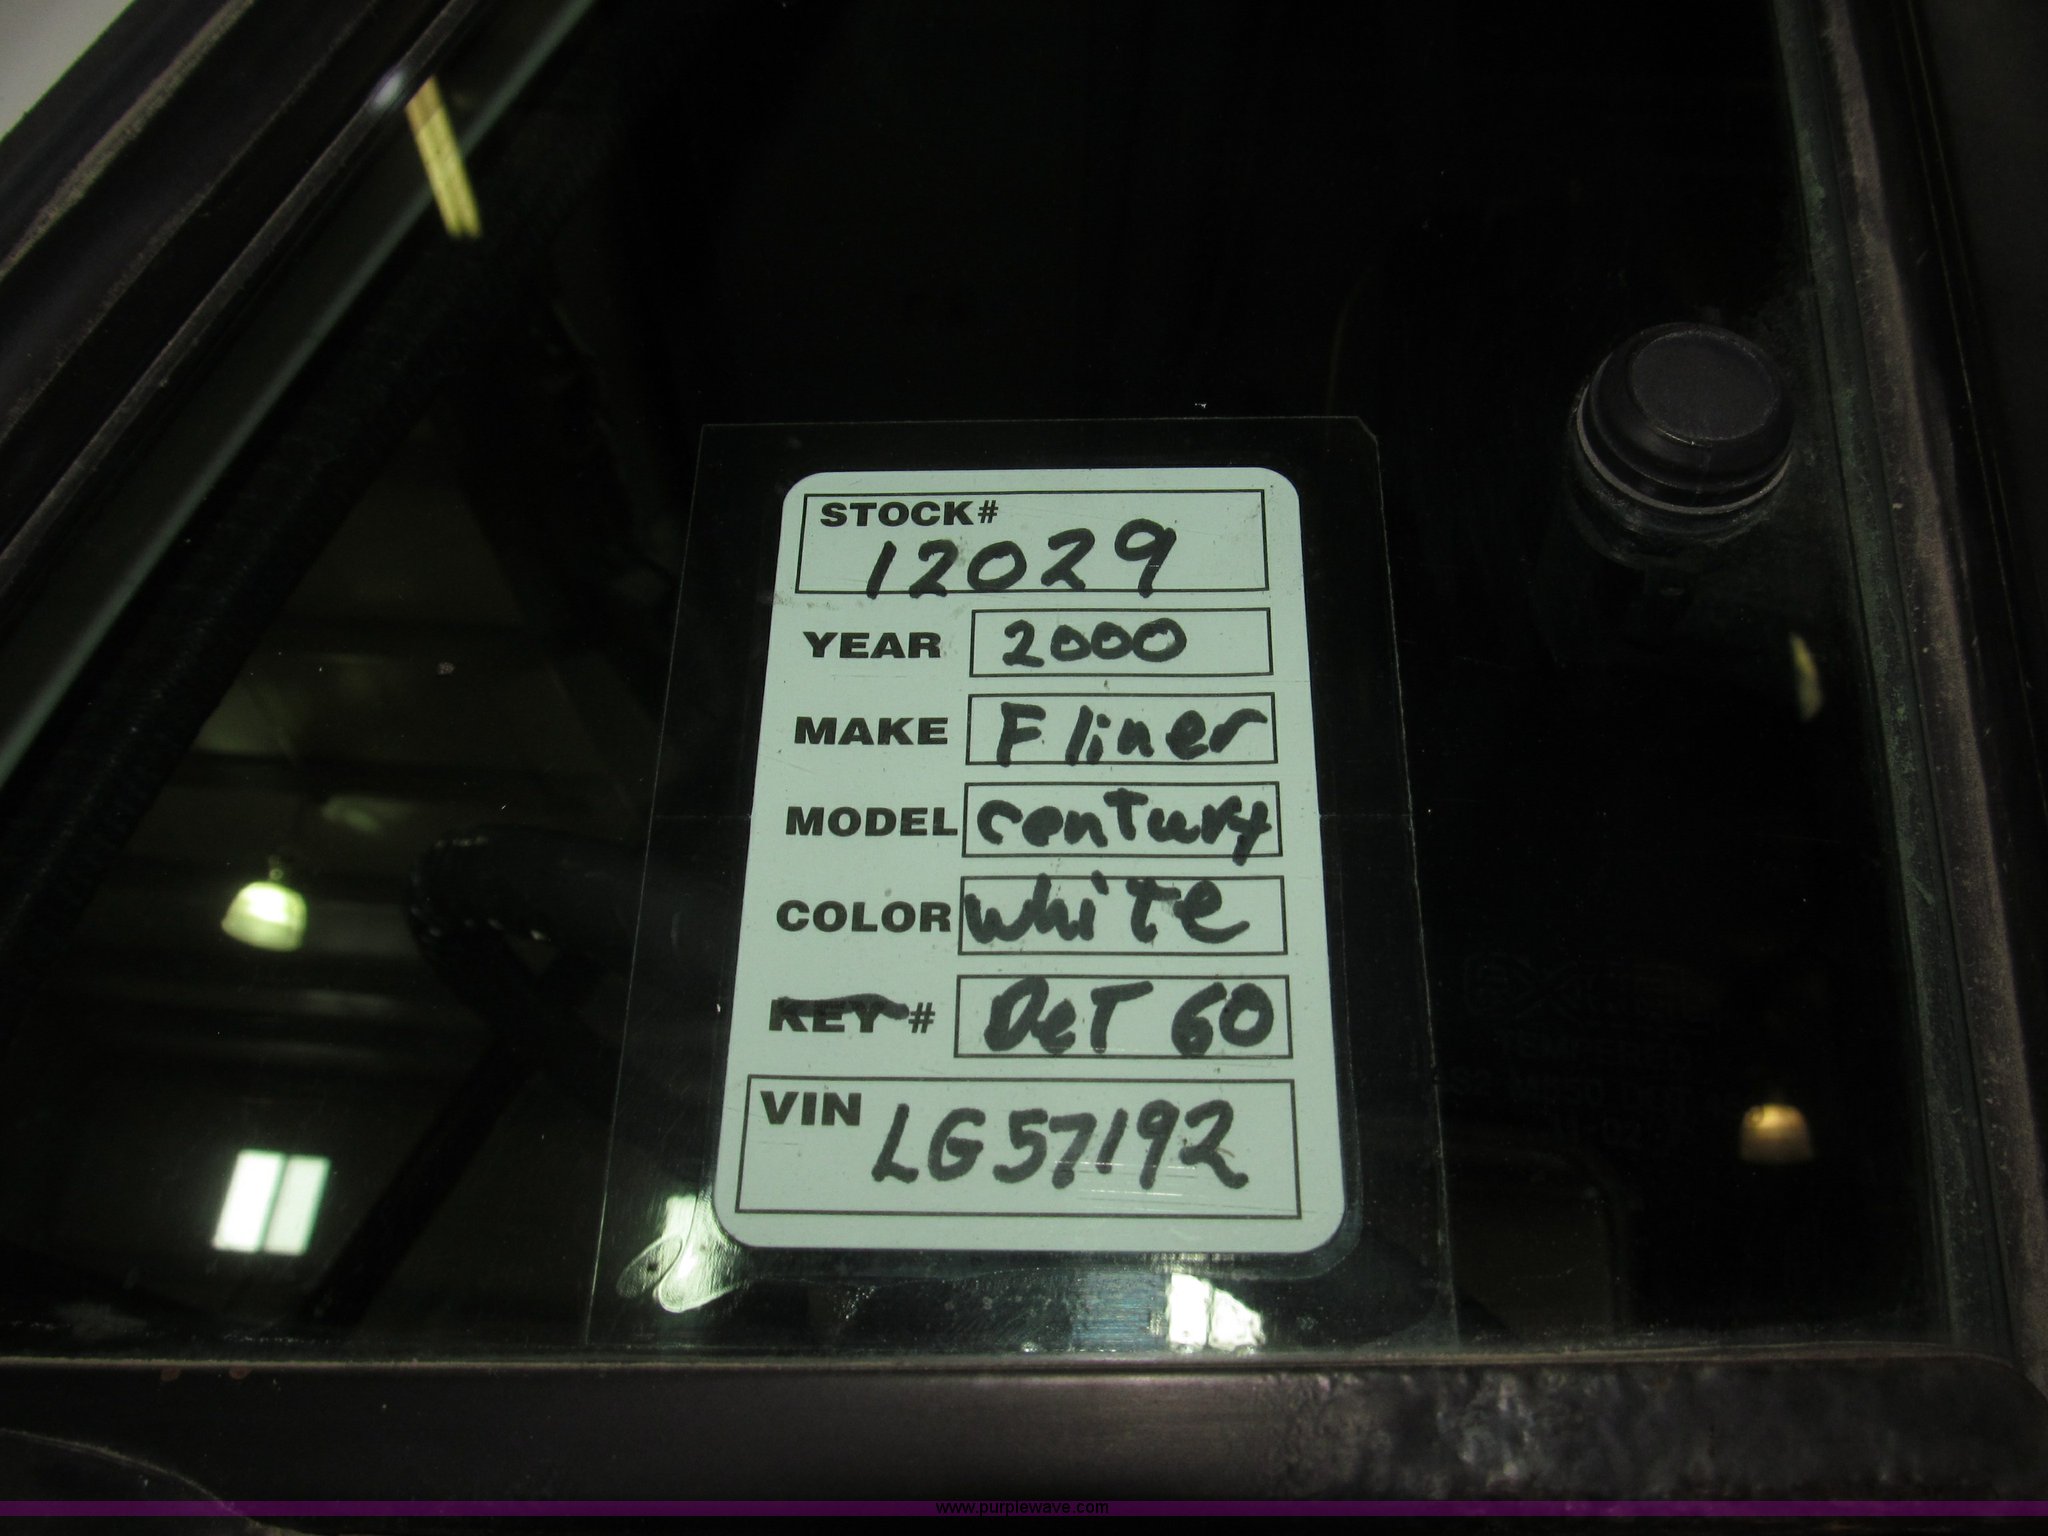 STOCK#
12029
YEAR 2000
MAKE Fliner
MODEL century
COLOR white
KEY # DeT 60
VIN LG57192
www.purplewave.com